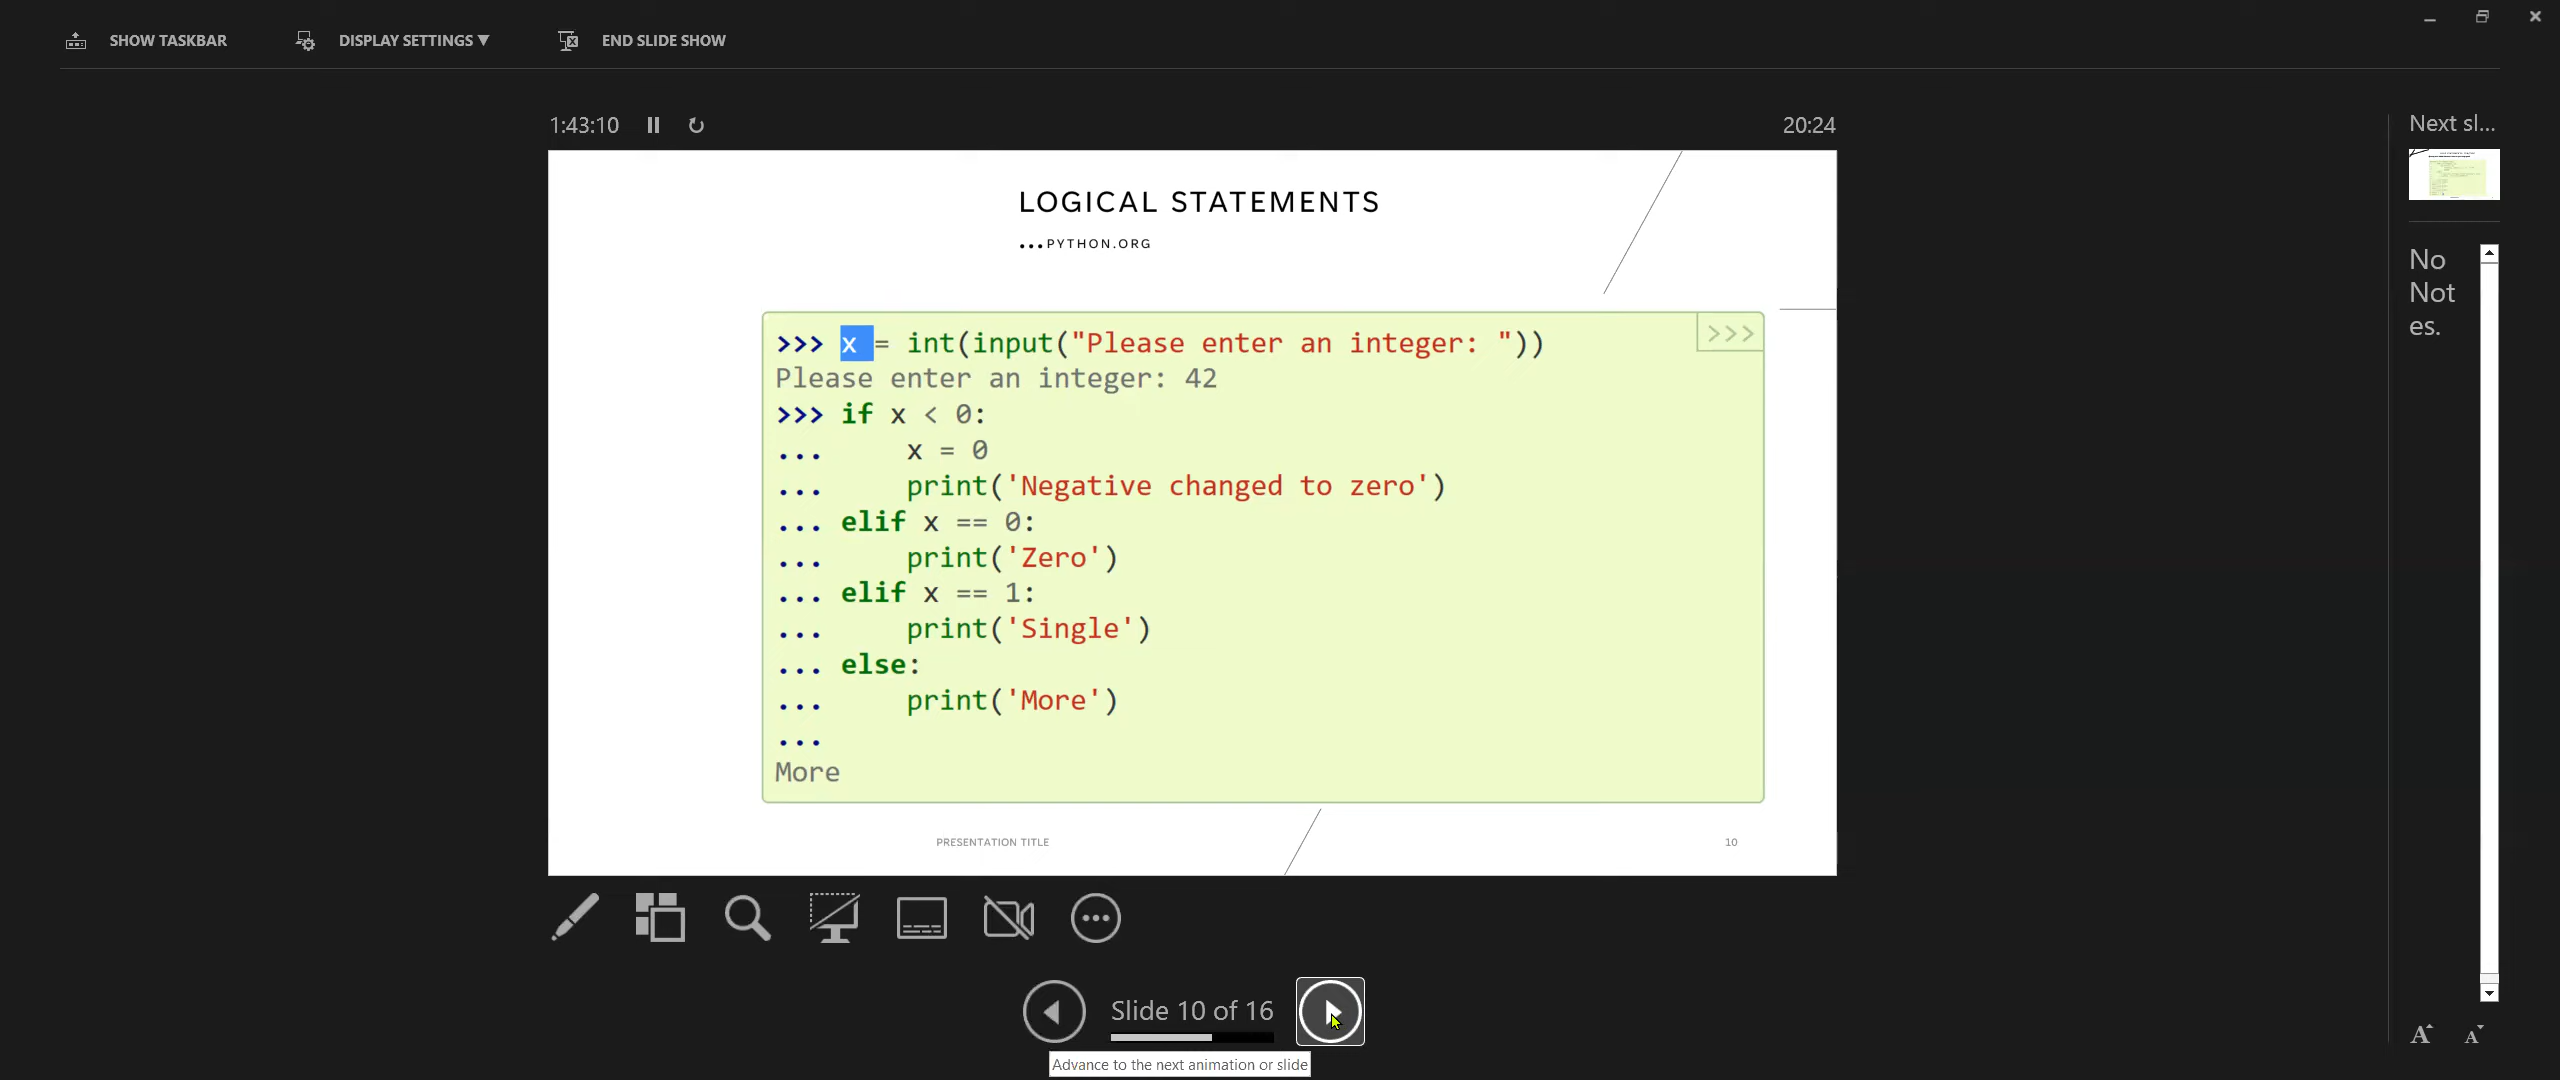 SHOW TASKBAR
DISPLAY SETTINGS ▼
END SLIDE SHOW
1:43:10
20:24
Next sl...
LOGICAL STATEMENTS
...PYTHON.ORG
>>>
>>> x = int(input("Please enter an integer: "))
Please enter an integer: 42
>>> if x < 0:
...     x = 0
...     print('Negative changed to zero')
... elif x == 0:
...     print('Zero')
... elif x == 1:
...     print('Single')
... else:
...     print('More')
...
More
PRESENTATION TITLE
10
No
Not
es.
Slide 10 of 16
Advance to the next animation or slide
A
A